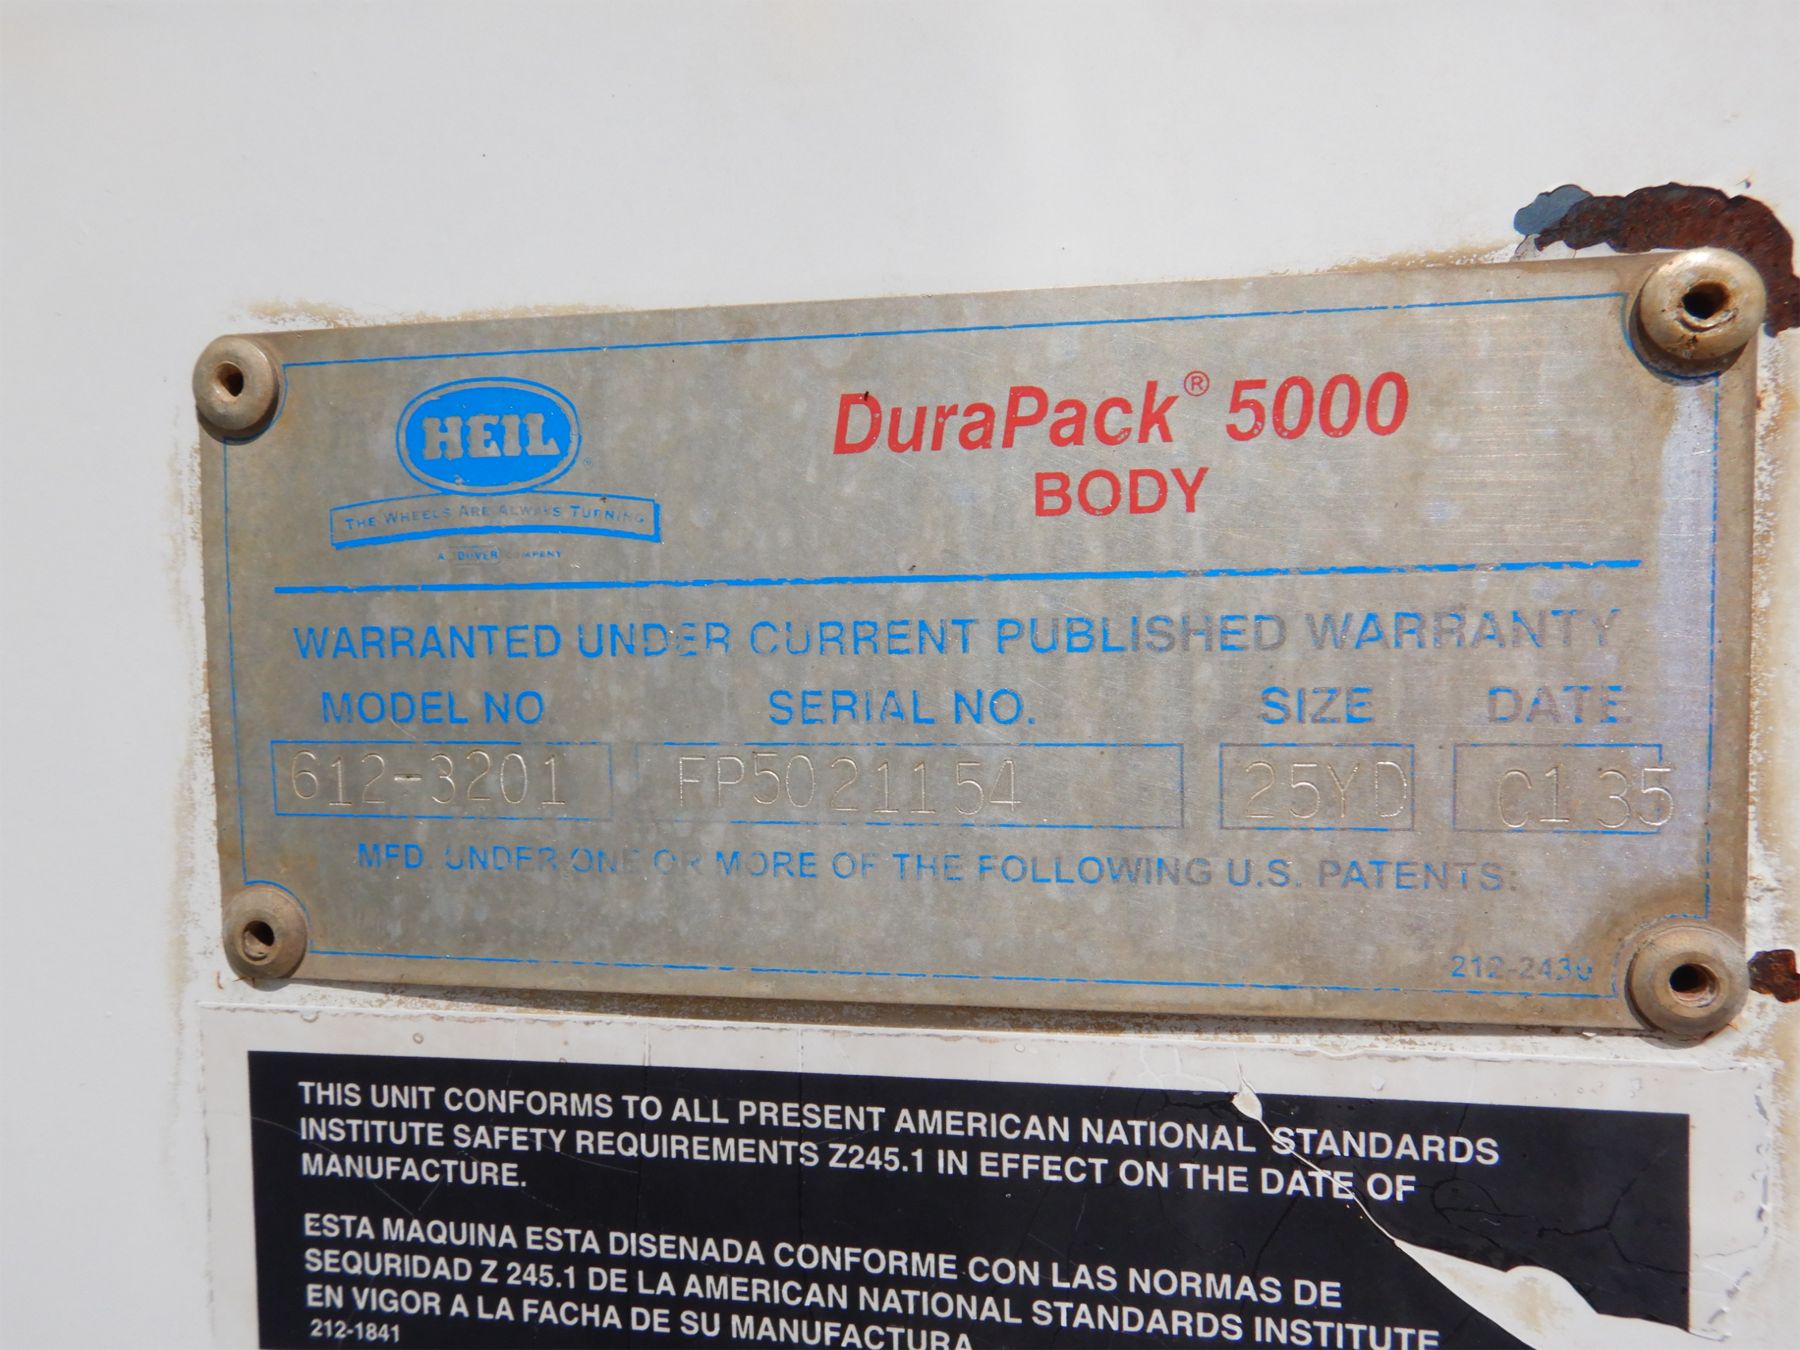 HEIL
THE WHEELS ARE ALWAYS TURNING
A DOVER COMPANY
DuraPack® 5000
BODY
WARRANTED UNDER CURRENT PUBLISHED WARRANTY
MODEL NO. SERIAL NO. SIZE DATE
612-3201 FP5021154 25YD C135
MFD. UNDER ONE OR MORE OF THE FOLLOWING U.S. PATENTS:
212-2430
THIS UNIT CONFORMS TO ALL PRESENT AMERICAN NATIONAL STANDARDS
INSTITUTE SAFETY REQUIREMENTS Z245.1 IN EFFECT ON THE DATE OF
MANUFACTURE.
ESTA MAQUINA ESTA DISENADA CONFORME CON LAS NORMAS DE
SEQURIDAD Z 245.1 DE LA AMERICAN NATIONAL STANDARDS INSTITUTE
EN VIGOR A LA FACHA DE SU MANUFACTURA
212-1841